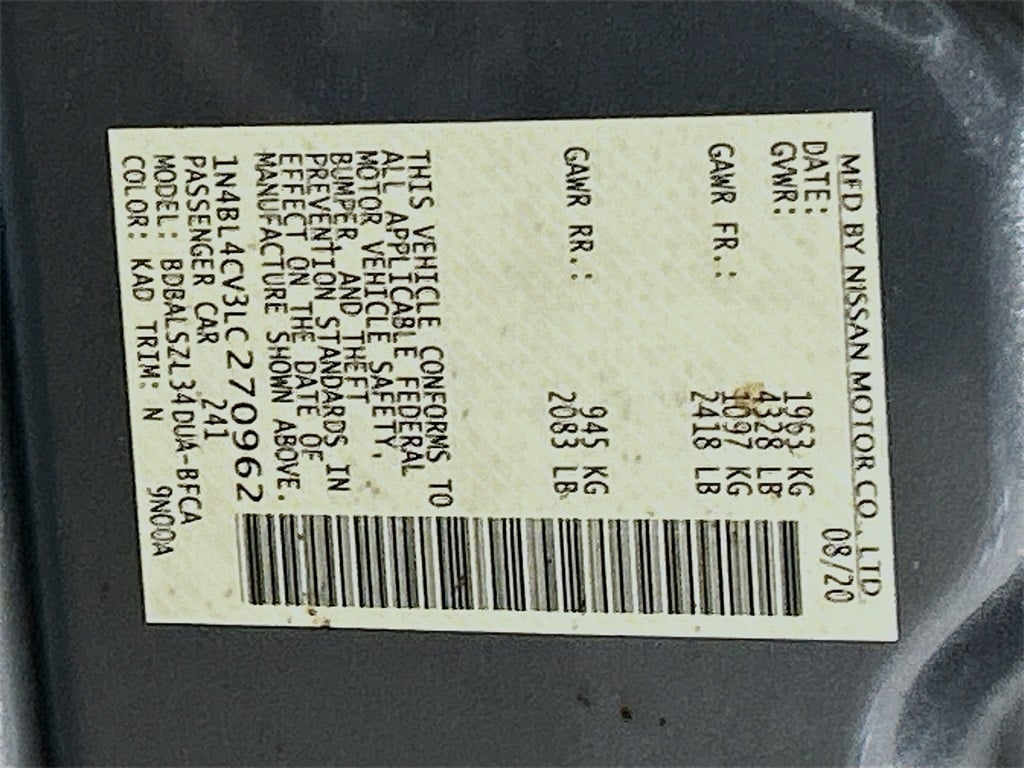 MFD BY NISSAN MOTOR CO., LTD.
DATE: 08/20
GVWR: 1963 KG
4328 LB
GAWR FR.: 1097 KG
2418 LB
GAWR RR.: 945 KG
2083 LB
THIS VEHICLE CONFORMS TO
ALL APPLICABLE FEDERAL
MOTOR VEHICLE SAFETY,
BUMPER, AND THEFT
PREVENTION STANDARDS IN
EFFECT ON THE DATE OF
MANUFACTURE SHOWN ABOVE.
1N4BL4CV3LC270962
PASSENGER CAR 241
MODEL: BDBALSZL34DUA-BFCA
COLOR: KAD TRIM: N 9N00A